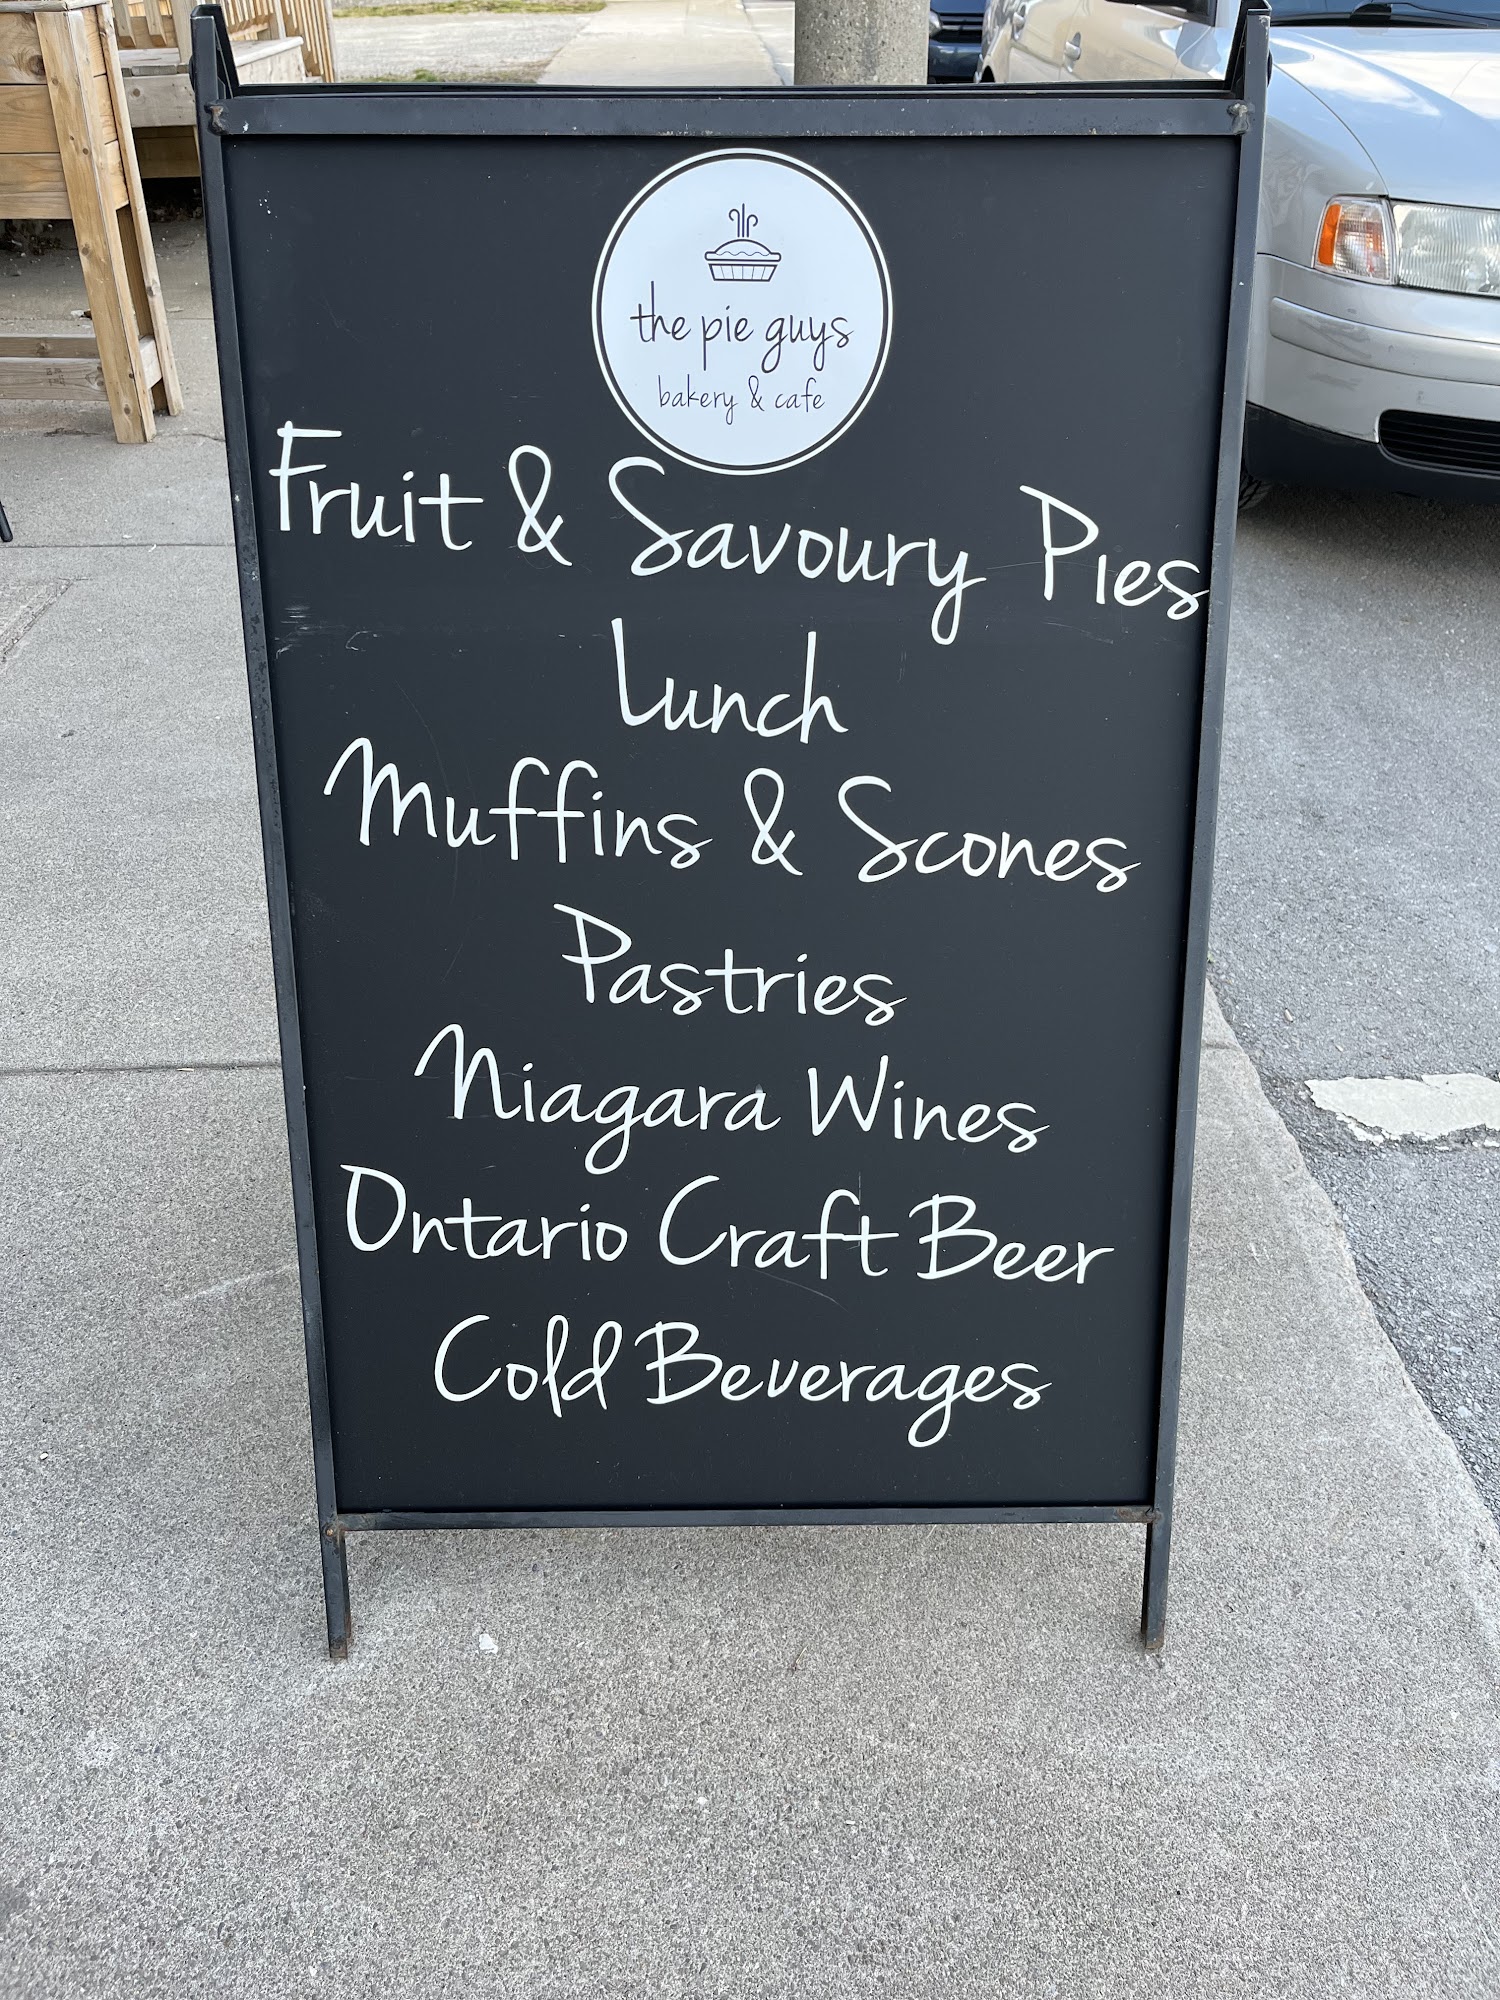 the pie guys
bakery & cafe
Fruit & Savoury Pies
Lunch
Muffins & Scones
Pastries
Niagara Wines
Ontario Craft Beer
Cold Beverages